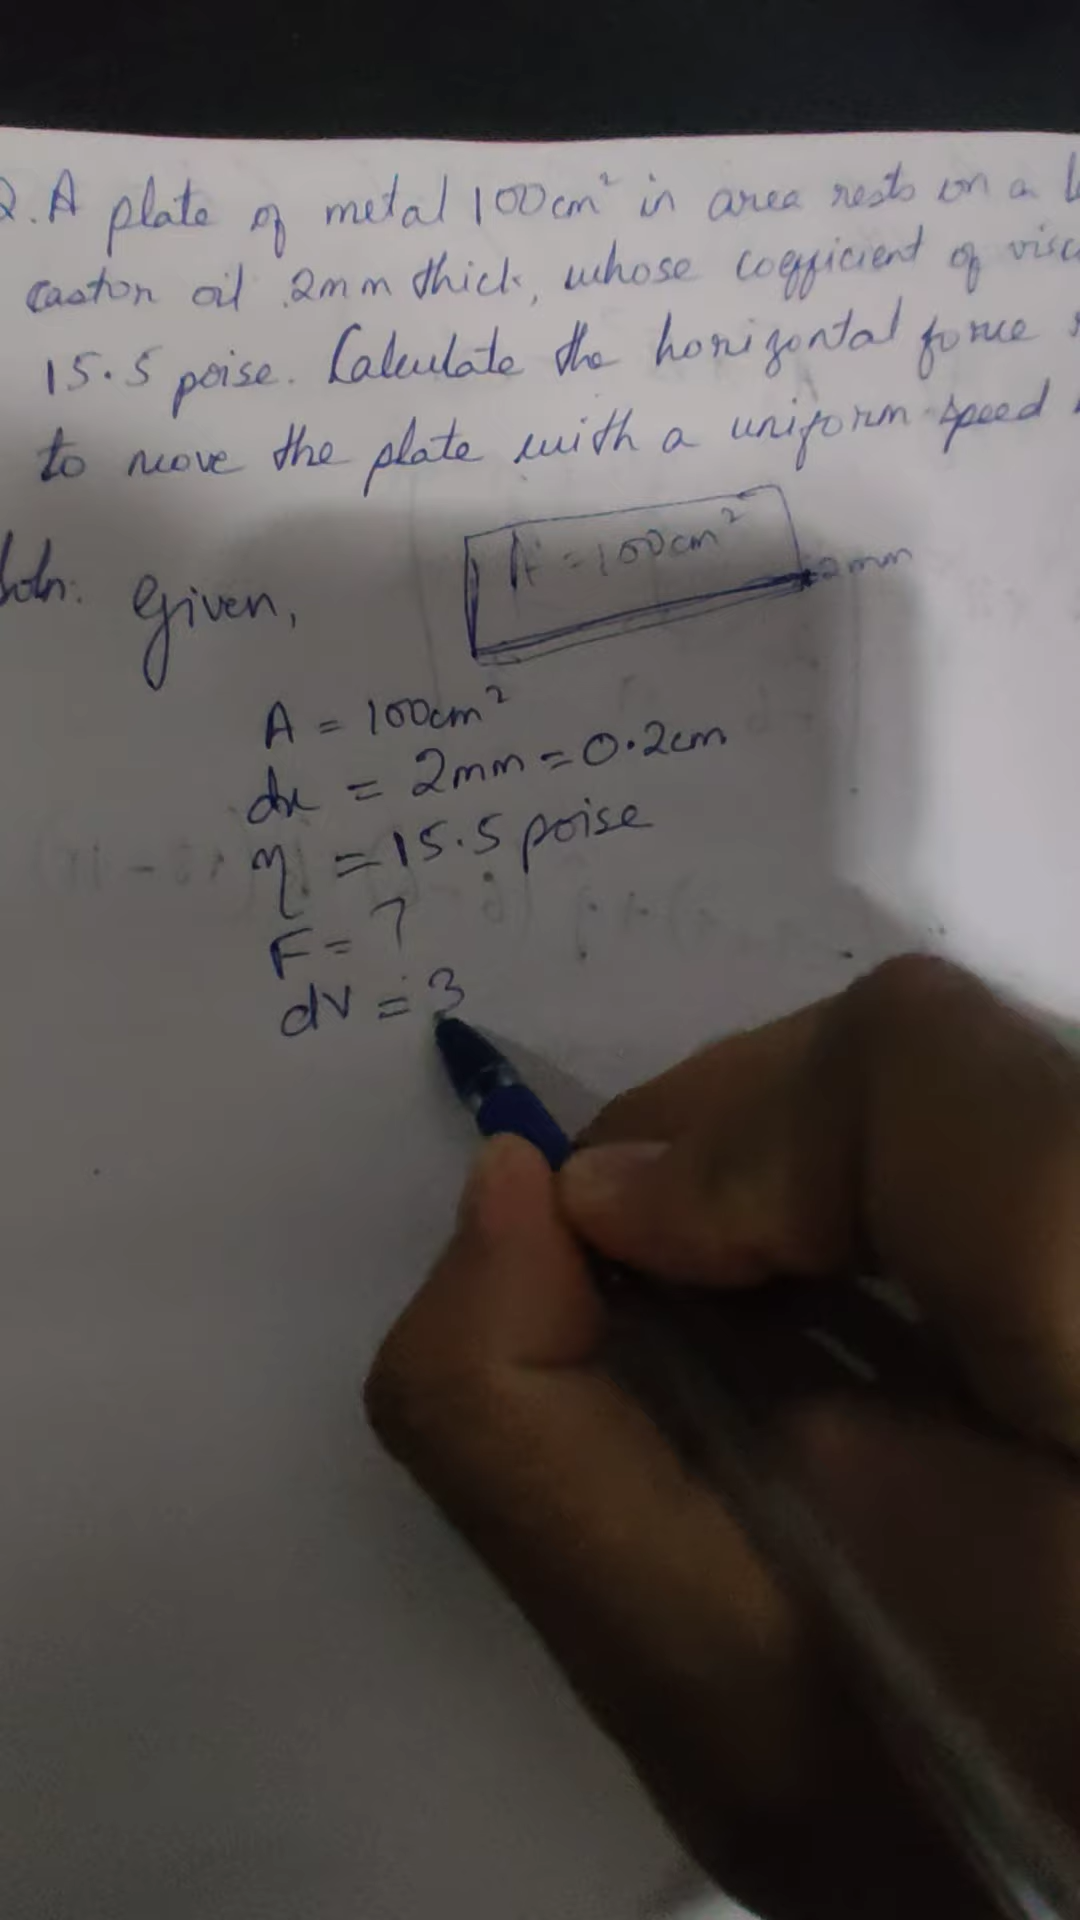 Q. A plate of metal 100cm² in area rests on a
castor oil 2mm thick, whose coefficient of visc
15.5 poise. Calculate the horizontal force
to move the plate with a uniform speed
Soln: Given,
A = 100cm²
2mm
A = 100cm²
dx = 2mm = 0.2cm
η = 15.5 poise
F = ?
dv = 3